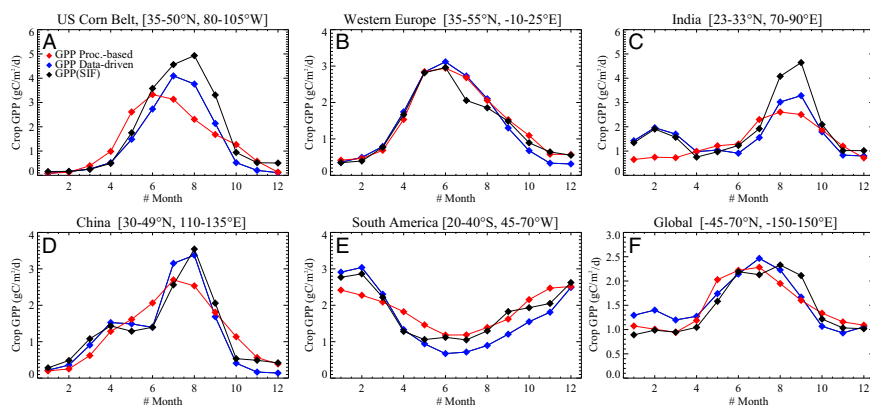 US Corn Belt, [35-50°N, 80-105°W]
A
GPP Proc.-based
GPP Data-driven
GPP(SIF)
Crop GPP (gC/m²/d)
6
5
4
3
2
1
0
2 4 6 8 10 12
# Month
Western Europe [35-55°N, -10-25°E]
B
Crop GPP (gC/m²/d)
4
3
2
1
0
2 4 6 8 10 12
# Month
India [23-33°N, 70-90°E]
C
Crop GPP (gC/m²/d)
6
5
4
3
2
1
0
2 4 6 8 10 12
# Month
China [30-49°N, 110-135°E]
D
Crop GPP (gC/m²/d)
4
3
2
1
0
2 4 6 8 10 12
# Month
South America [20-40°S, 45-70°W]
E
Crop GPP (gC/m²/d)
4
3
2
1
0
2 4 6 8 10 12
# Month
Global [-45-70°N, -150-150°E]
F
Crop GPP (gC/m²/d)
3.0
2.5
2.0
1.5
1.0
0.5
0.0
2 4 6 8 10 12
# Month